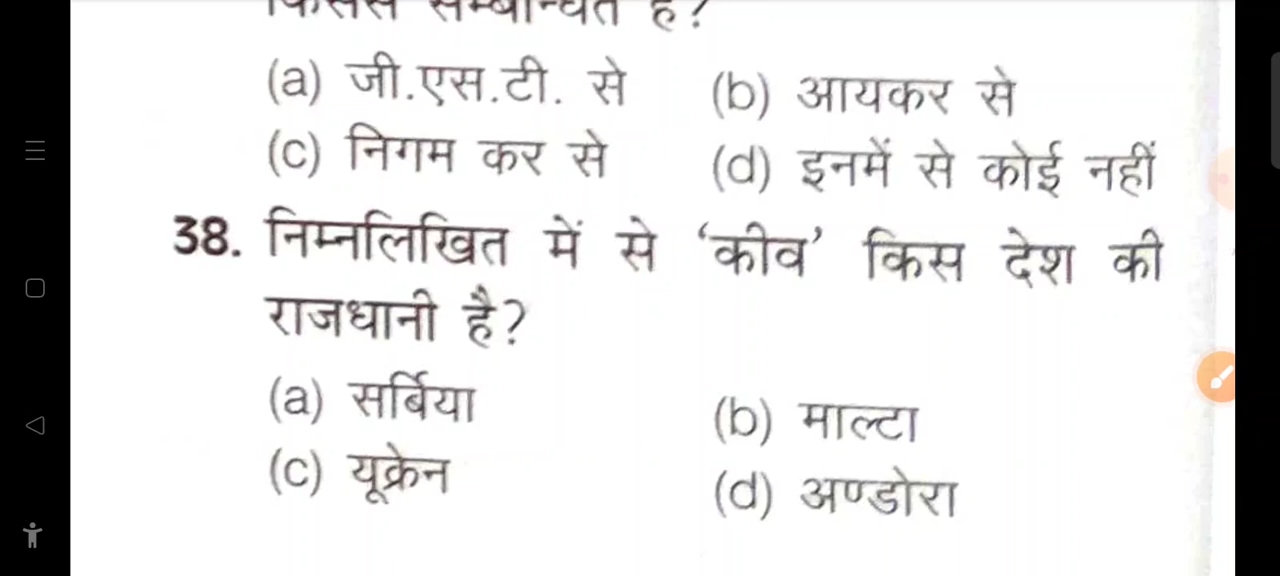 (a) जी.एस.टी. से (b) आयकर से
(c) निगम कर से (d) इनमें से कोई नहीं
38. निम्नलिखित में से ‘कीव’ किस देश की
राजधानी है?
(a) सर्बिया (b) माल्टा
(c) यूक्रेन (d) अण्डोरा